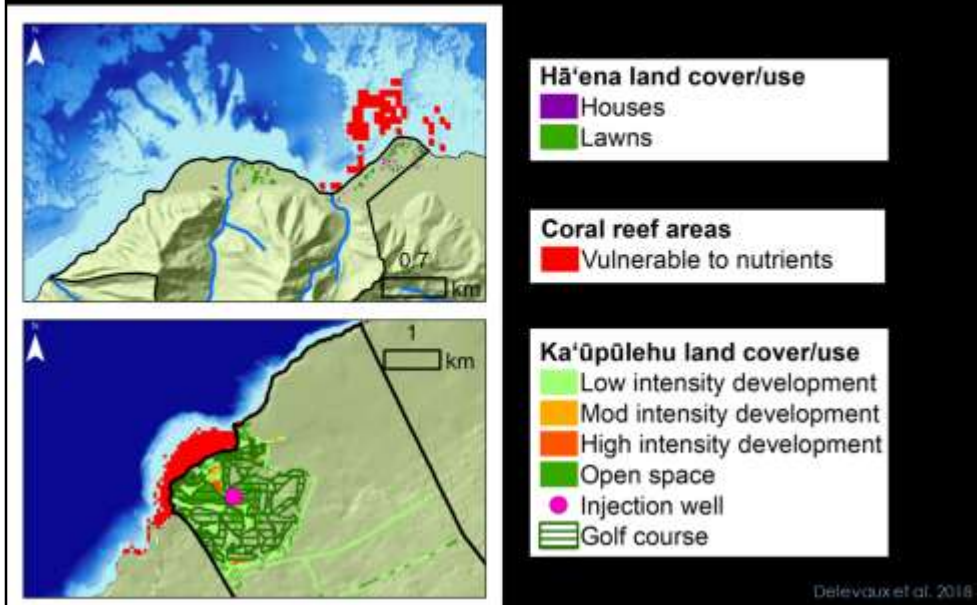 N
0.7
km
N
1
km
Hā‘ena land cover/use
Houses
Lawns
Coral reef areas
Vulnerable to nutrients
Ka‘ūpūlehu land cover/use
Low intensity development
Mod intensity development
High intensity development
Open space
Injection well
Golf course
Delevaux et al. 2018